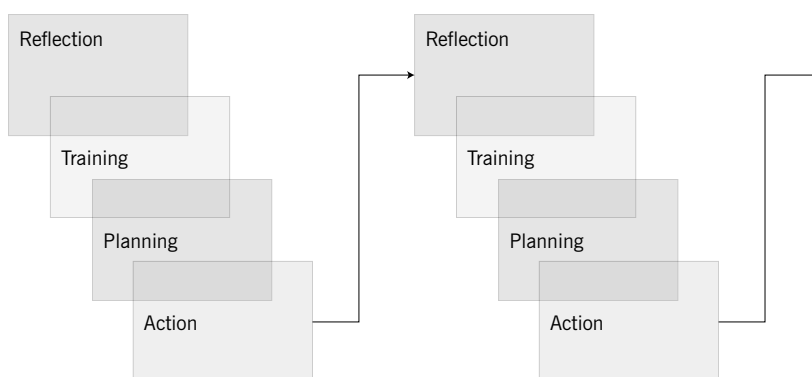 Reflection
Training
Planning
Action
Reflection
Training
Planning
Action